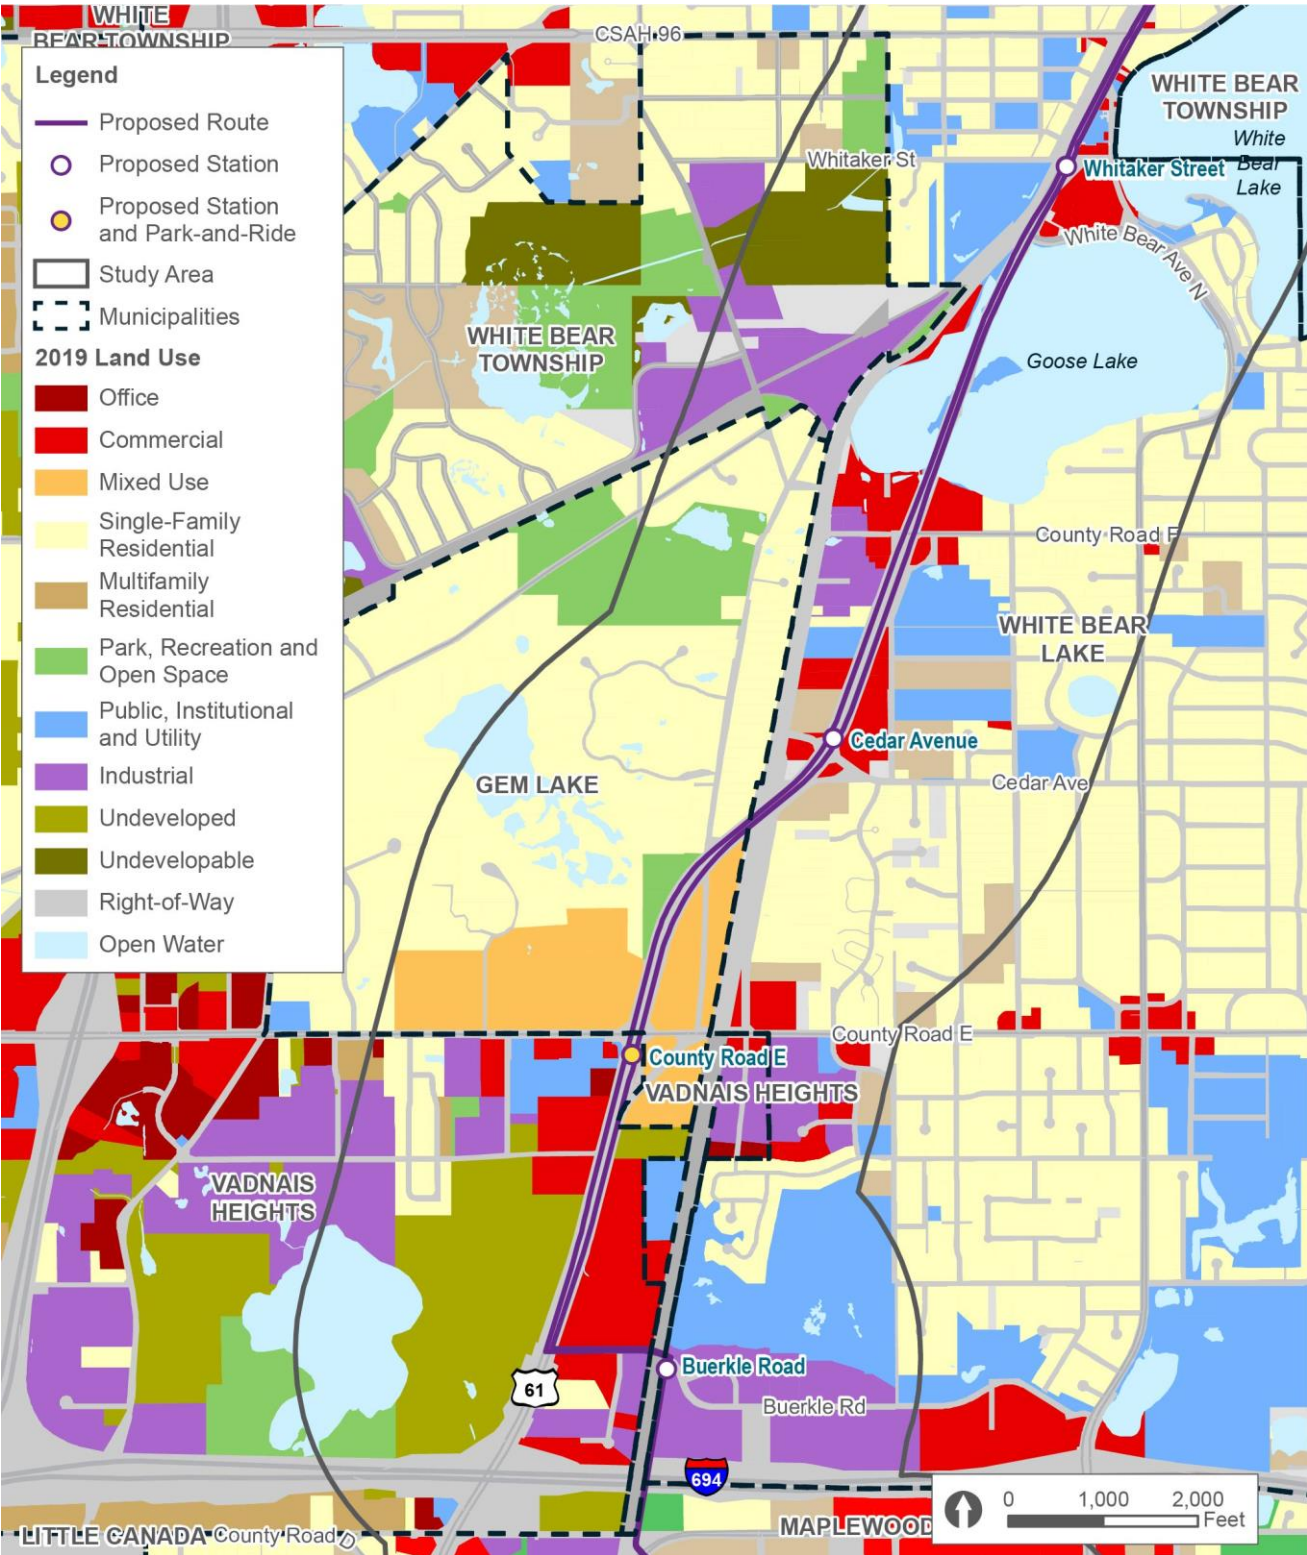 WHITE
BEAR TOWNSHIP
CSAH 96
Legend
Proposed Route
Proposed Station
Proposed Station
and Park-and-Ride
Study Area
Municipalities
2019 Land Use
Office
Commercial
Mixed Use
Single-Family
Residential
Multifamily
Residential
Park, Recreation and
Open Space
Public, Institutional
and Utility
Industrial
Undeveloped
Undevelopable
Right-of-Way
Open Water
WHITE BEAR
TOWNSHIP
White
Bear
Lake
Whitaker St
Whitaker Street
White Bear Ave N
WHITE BEAR
TOWNSHIP
Goose Lake
County Road F
WHITE BEAR
LAKE
Cedar Avenue
Cedar Ave
GEM LAKE
County Road E
County Road E
VADNAIS HEIGHTS
VADNAIS
HEIGHTS
Buerkle Road
61
Buerkle Rd
694
LITTLE CANADA
County Road D
MAPLEWOOD
0 1,000 2,000
Feet